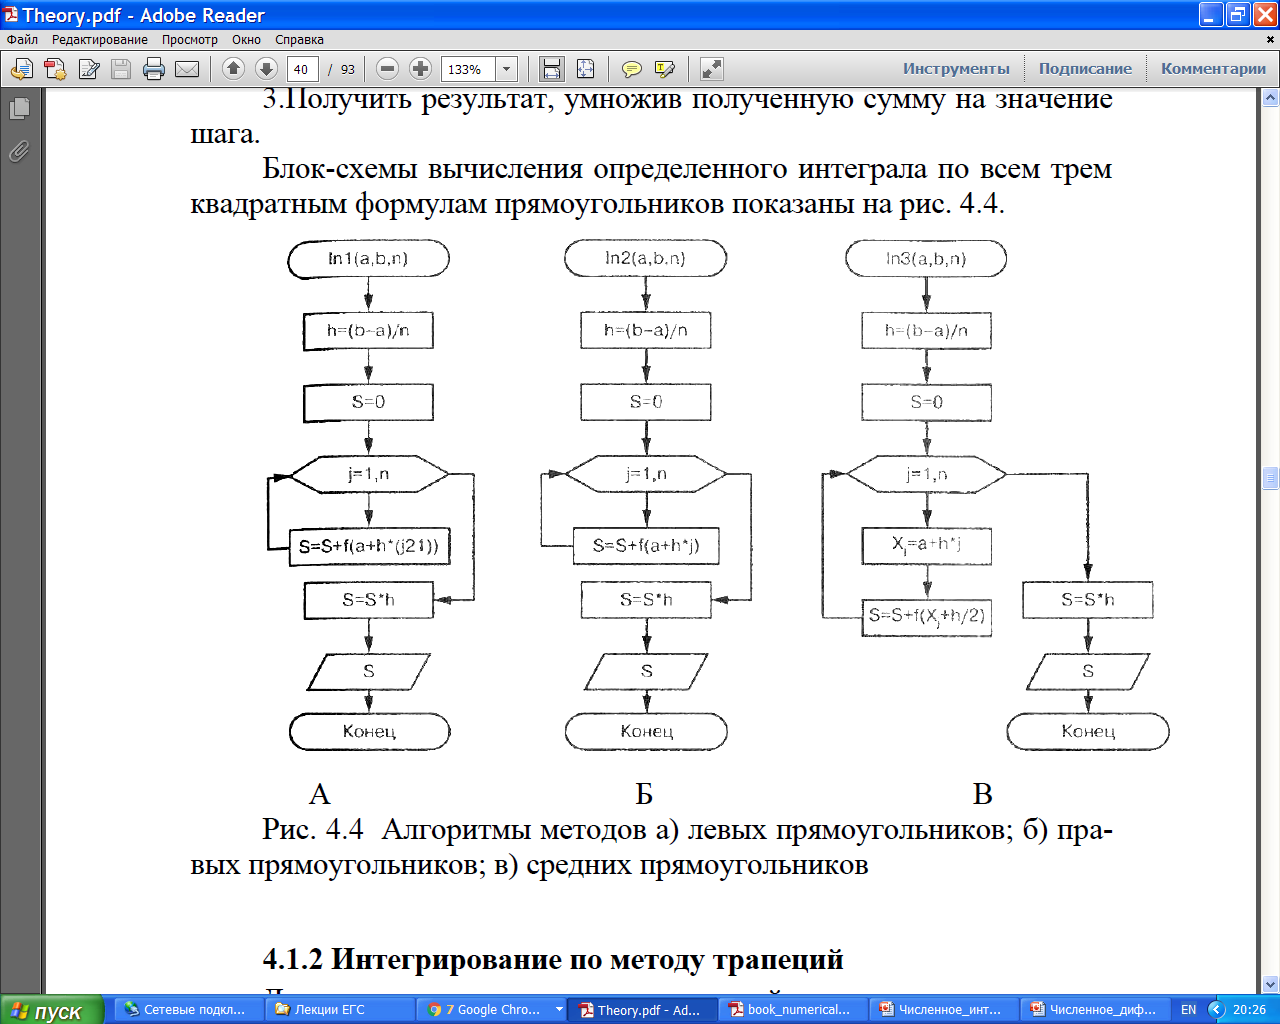 Theory.pdf - Adobe Reader
Файл Редактирование Просмотр Окно Справка
40 / 93 133% Инструменты Подписание Комментарии
3.Получить результат, умножив полученную сумму на значение
шага.
Блок-схемы вычисления определенного интеграла по всем трем
квадратным формулам прямоугольников показаны на рис. 4.4.
In1(a,b,n)
h=(b-a)/n
S=0
j=1,n
S=S+f(a+h*(j21))
S=S*h
S
Конец
In2(a,b.n)
h=(b-a)/n
S=0
j=1,n
S=S+f(a+h*j)
S=S*h
S
Конец
In3(a,b,n)
h=(b-a)/n
S=0
j=1,n
Xj=a+h*j
S=S+f(Xj+h/2)
S=S*h
S
Конец
А Б В
Рис. 4.4 Алгоритмы методов а) левых прямоугольников; б) пра-
вых прямоугольников; в) средних прямоугольников
4.1.2 Интегрирование по методу трапеций
пуск Сетевые подкл... Лекции ЕГС 7 Google Chro... Theory.pdf - Ad... book_numerical... Численное_инт... Численное_диф... EN 20:26